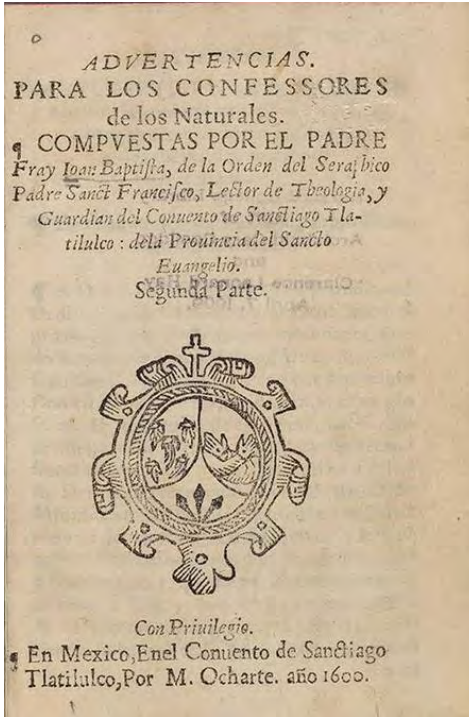 ADVERTENCIAS.
PARA LOS CONFESSORES
de los Naturales.
¶ COMPVESTAS POR EL PADRE
Fray Ioan Baptiſta, de la Orden del Seraphico
Padre Sanct Franciſco, Lector de Theologia, y
Guardian del Conuento de Sanctiago Tla-
tilulco : dela Prouincia del Sancto
Euangelio.
Segunda Parte.
Con Priuilegio.
¶ En Mexico, Enel Conuento de Sanctiago
Tlatilulco, Por M. Ocharte. año 1600.